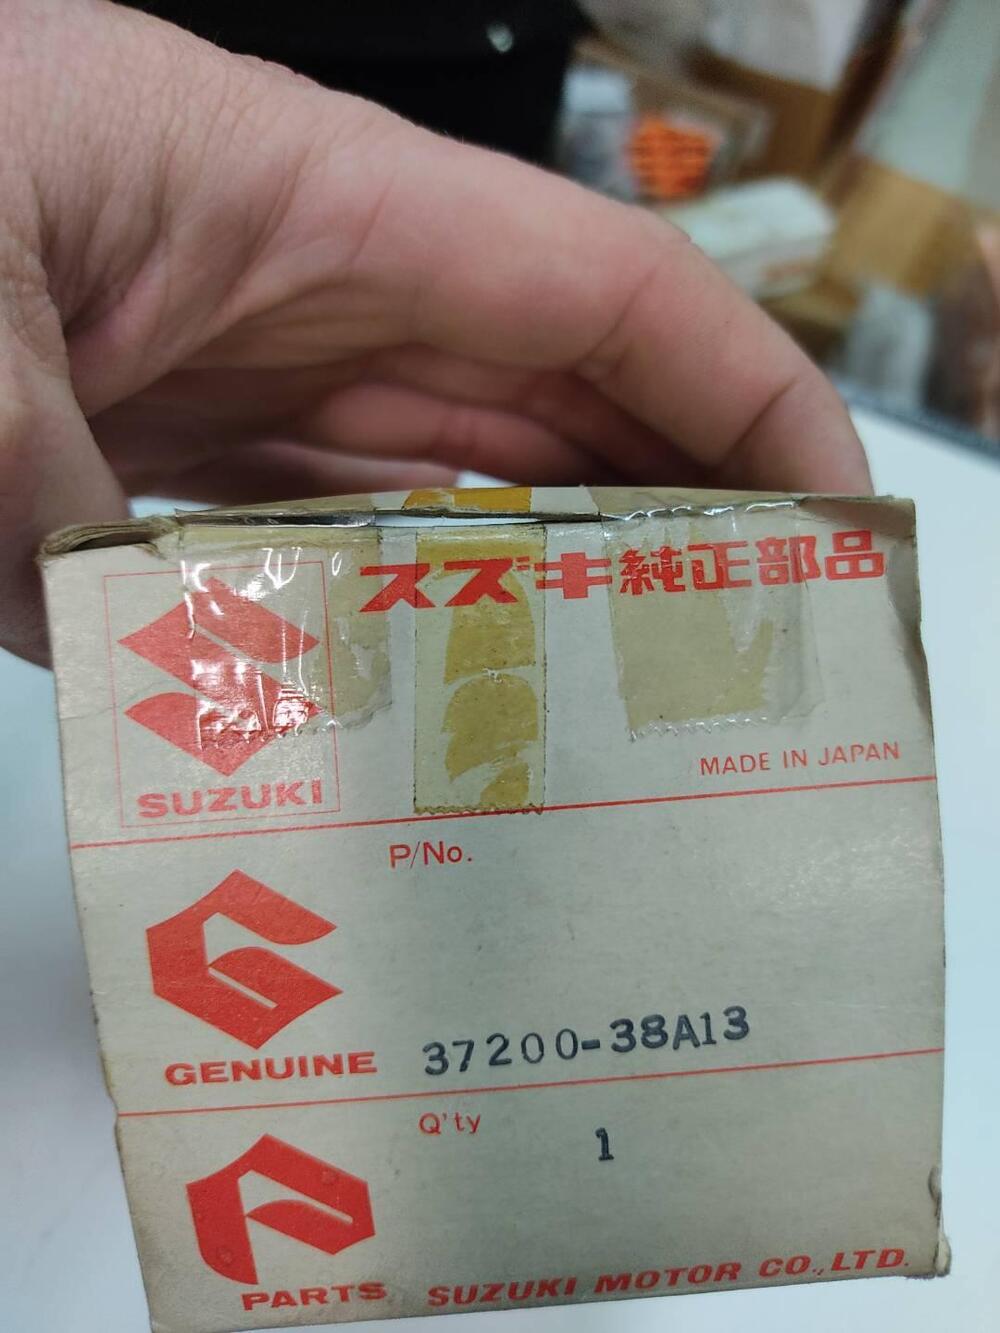 スズキ純正部品
SUZUKI
MADE IN JAPAN
P/No.
GENUINE
37200-38A13
Q'ty
1
PARTS
SUZUKI MOTOR CO., LTD.